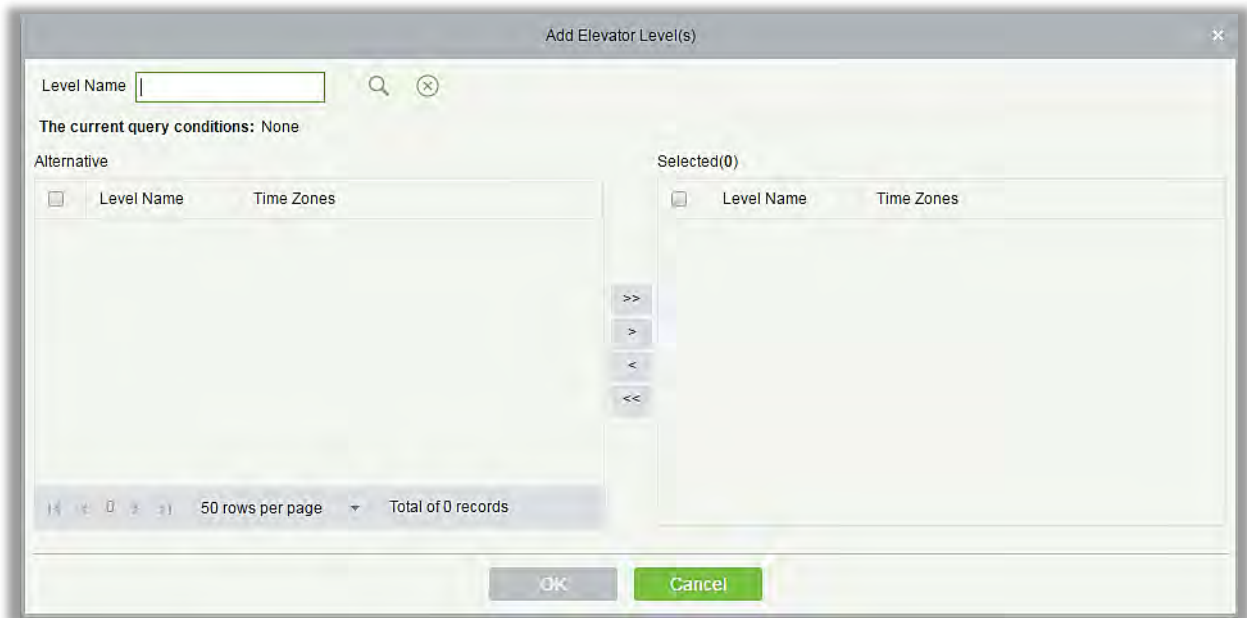 Add Elevator Level(s)
Level Name
The current query conditions: None
Alternative
Selected(0)
Level Name Time Zones
Level Name Time Zones
>>
>
<
<<
0 50 rows per page Total of 0 records
OK Cancel